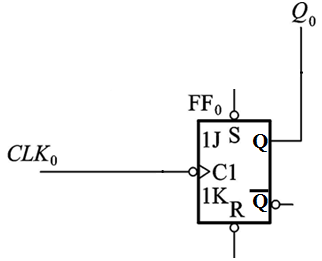 Q₀
FF₀
1J S Q
CLK₀ C1
1K R Q̅